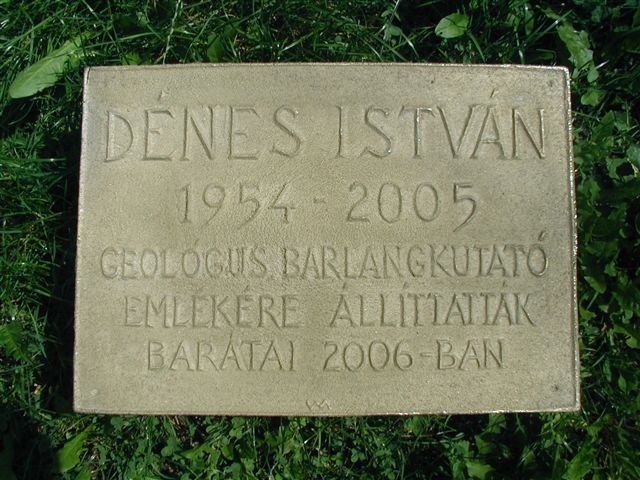 DÉNES ISTVÁN
1954 - 2005
GEOLÓGUS BARLANGKUTATÓ
EMLÉKÉRE ÁLLÍTTATTÁK
BARÁTAI 2006-BAN